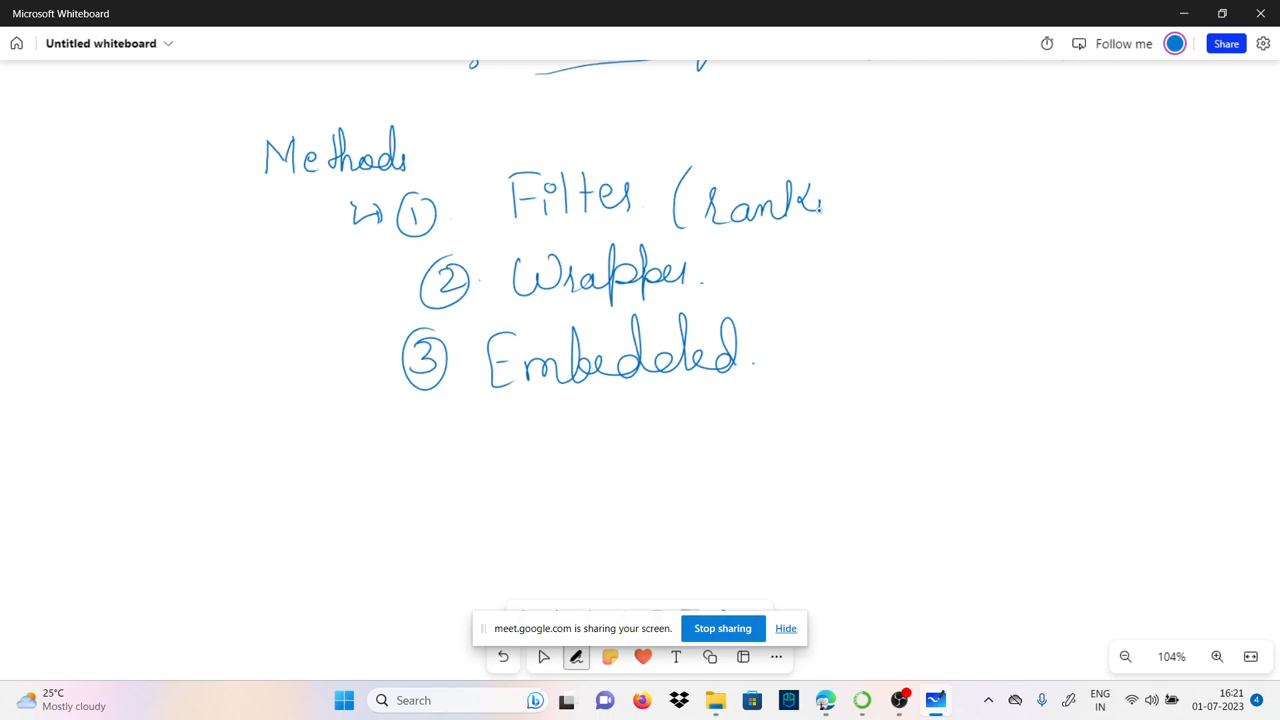 Microsoft Whiteboard
Untitled whiteboard
Follow me
Share
Methods
① Filter (rank
② Wrapper.
③ Embedded.
meet.google.com is sharing your screen. Stop sharing Hide
104%
25°C
Mostly cloudy
Search
ENG
IN
16:21
01-07-2023
4